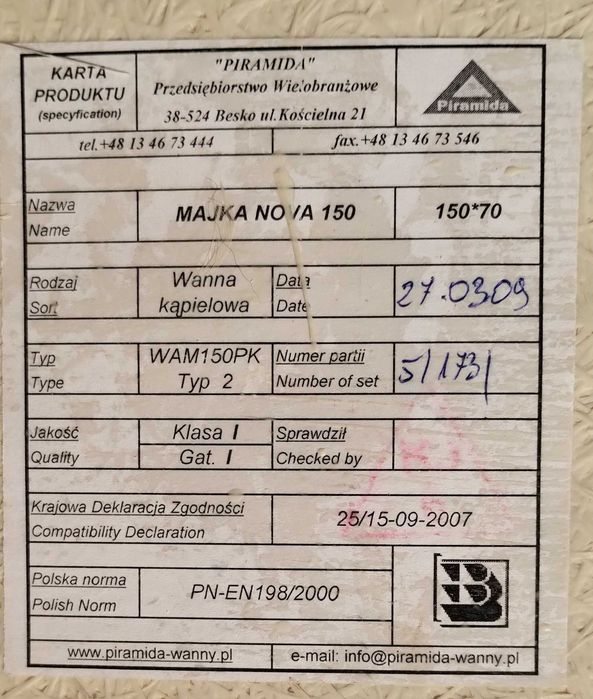 KARTA
PRODUKTU
(specyfication)
"PIRAMIDA"
Przedsiębiorstwo Wielobranżowe
38-524 Besko ul.Kościelna 21
Piramida
tel.+48 13 46 73 444
fax.+48 13 46 73 546
Nazwa
Name
MAJKA NOVA 150
150*70
Rodzaj
Sort
Wanna
kąpielowa
Data
Date
27.0309
Typ
Type
WAM150PK
Typ 2
Numer partii
Number of set
5/173/
Jakość
Quality
Klasa I
Gat. I
Sprawdził
Checked by
Krajowa Deklaracja Zgodności
Compatibility Declaration
25/15-09-2007
Polska norma
Polish Norm
PN-EN198/2000
B
www.piramida-wanny.pl
e-mail: info@piramida-wanny.pl